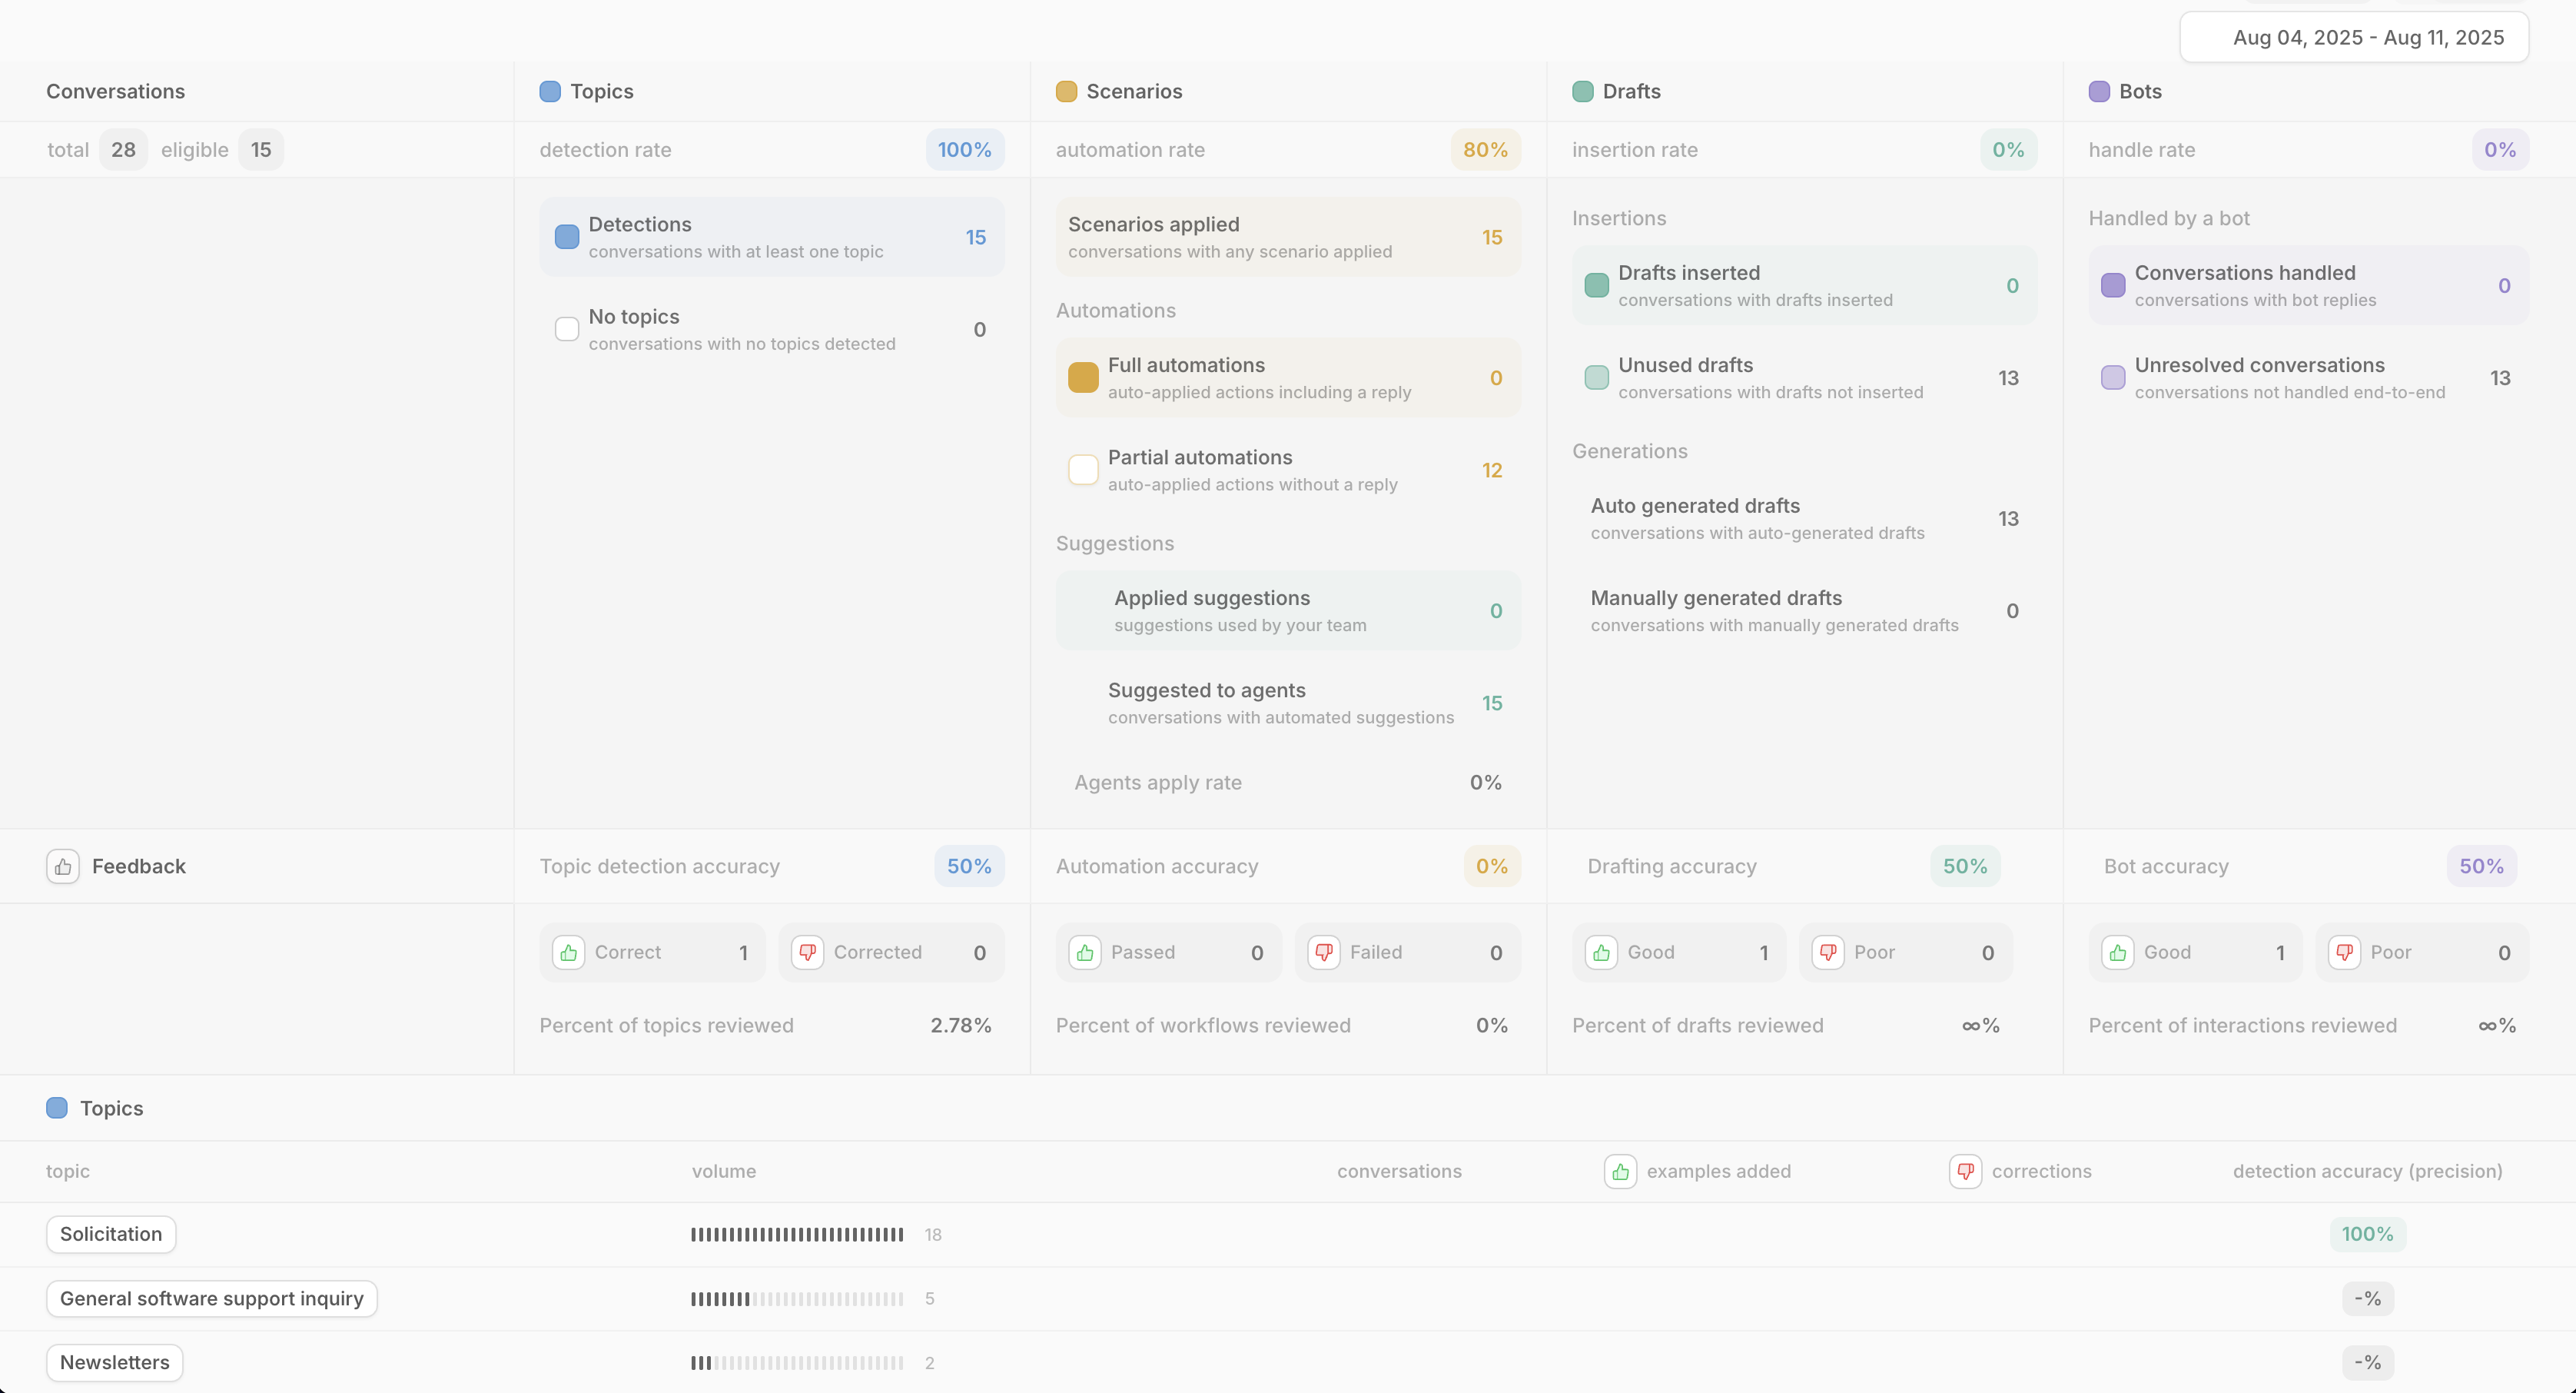 Aug 04, 2025 - Aug 11, 2025
Conversations
Topics
Scenarios
Drafts
Bots
total 28 eligible 15
detection rate 100%
automation rate 80%
insertion rate 0%
handle rate 0%
Detections
conversations with at least one topic
15
No topics
conversations with no topics detected
0
Scenarios applied
conversations with any scenario applied
15
Automations
Full automations
auto-applied actions including a reply
0
Partial automations
auto-applied actions without a reply
12
Suggestions
Applied suggestions
suggestions used by your team
0
Suggested to agents
conversations with automated suggestions
15
Agents apply rate 0%
Insertions
Drafts inserted
conversations with drafts inserted
0
Unused drafts
conversations with drafts not inserted
13
Generations
Auto generated drafts
conversations with auto-generated drafts
13
Manually generated drafts
conversations with manually generated drafts
0
Handled by a bot
Conversations handled
conversations with bot replies
0
Unresolved conversations
conversations not handled end-to-end
13
Feedback
Topic detection accuracy 50%
Automation accuracy 0%
Drafting accuracy 50%
Bot accuracy 50%
Correct 1 Corrected 0
Percent of topics reviewed 2.78%
Passed 0 Failed 0
Percent of workflows reviewed 0%
Good 1 Poor 0
Percent of drafts reviewed ∞%
Good 1 Poor 0
Percent of interactions reviewed ∞%
Topics
topic volume conversations examples added corrections detection accuracy (precision)
Solicitation 18 100%
General software support inquiry 5 -%
Newsletters 2 -%